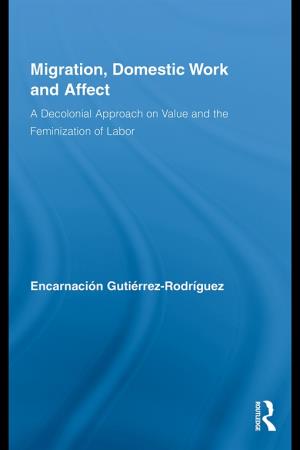 Migration, Domestic Work
and Affect
A Decolonial Approach on Value and the
Feminization of Labor
Encarnación Gutiérrez-Rodríguez
ROUTLEDGE